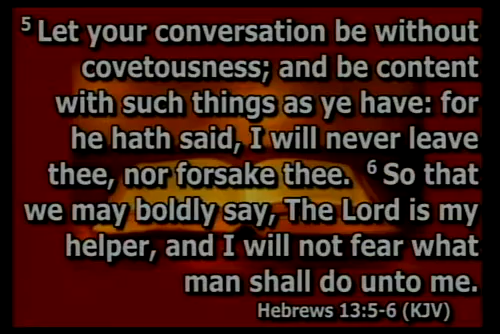 5 Let your conversation be without
covetousness; and be content
with such things as ye have: for
he hath said, I will never leave
thee, nor forsake thee. 6 So that
we may boldly say, The Lord is my
helper, and I will not fear what
man shall do unto me.
Hebrews 13:5-6 (KJV)